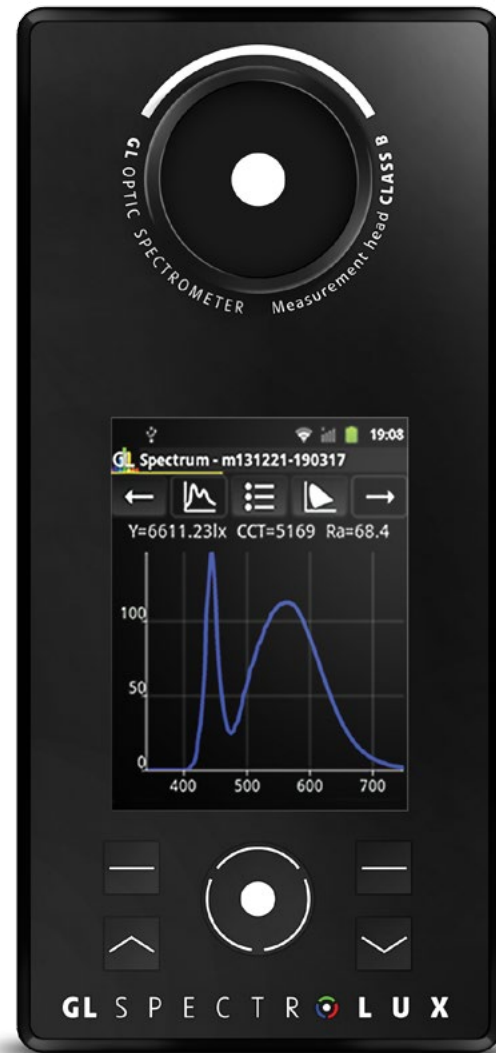 GL OPTIC SPECTROMETER Measurement head CLASS B
19:08
GL Spectrum - m131221-190317
Y=6611.23lx CCT=5169 Ra=68.4
100
50
0
400 500 600 700
GL SPECTROLUX